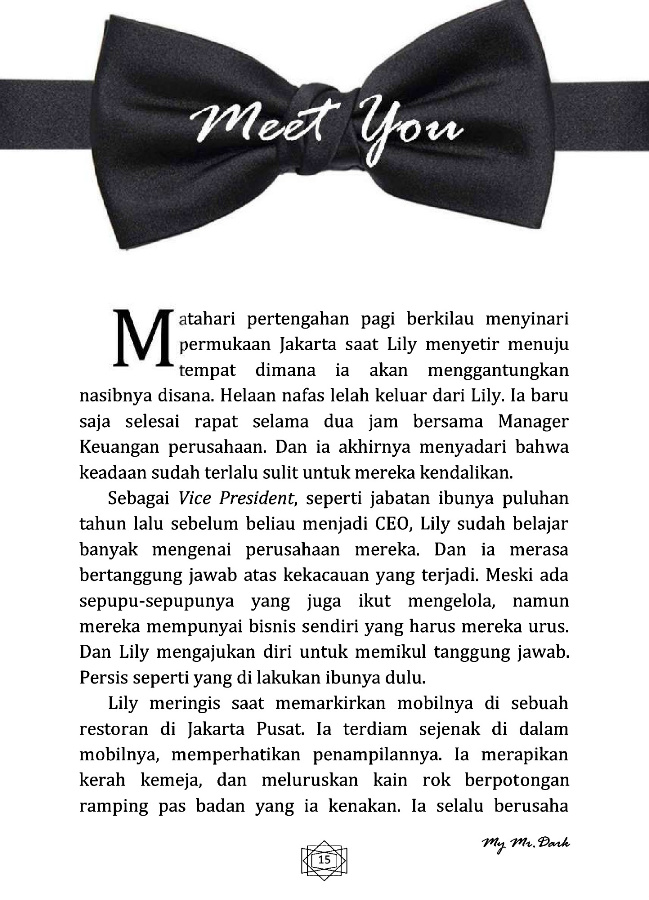 Meet You
Matahari pertengahan pagi berkilau menyinari
permukaan Jakarta saat Lily menyetir menuju
tempat dimana ia akan menggantungkan
nasibnya disana. Helaan nafas lelah keluar dari Lily. Ia baru
saja selesai rapat selama dua jam bersama Manager
Keuangan perusahaan. Dan ia akhirnya menyadari bahwa
keadaan sudah terlalu sulit untuk mereka kendalikan.
Sebagai Vice President, seperti jabatan ibunya puluhan
tahun lalu sebelum beliau menjadi CEO, Lily sudah belajar
banyak mengenai perusahaan mereka. Dan ia merasa
bertanggung jawab atas kekacauan yang terjadi. Meski ada
sepupu-sepupunya yang juga ikut mengelola, namun
mereka mempunyai bisnis sendiri yang harus mereka urus.
Dan Lily mengajukan diri untuk memikul tanggung jawab.
Persis seperti yang di lakukan ibunya dulu.
Lily meringis saat memarkirkan mobilnya di sebuah
restoran di Jakarta Pusat. Ia terdiam sejenak di dalam
mobilnya, memperhatikan penampilannya. Ia merapikan
kerah kemeja, dan meluruskan kain rok berpotongan
ramping pas badan yang ia kenakan. Ia selalu berusaha
My Mr. Dark
15